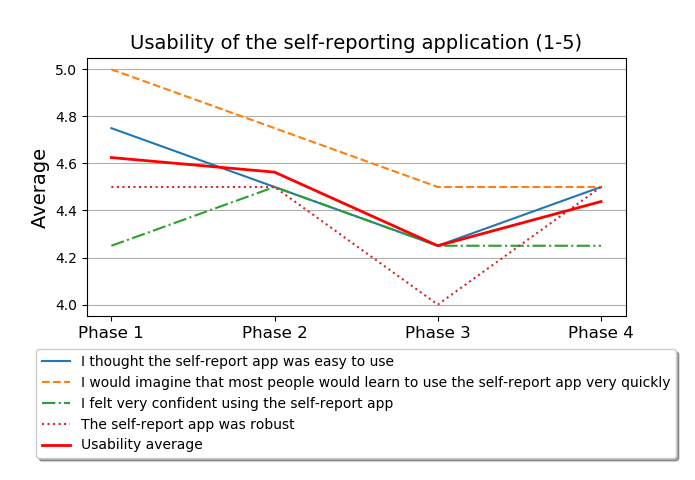 Usability of the self-reporting application (1-5)
Average
5.0
4.8
4.6
4.4
4.2
4.0
Phase 1 Phase 2 Phase 3 Phase 4
I thought the self-report app was easy to use
I would imagine that most people would learn to use the self-report app very quickly
I felt very confident using the self-report app
The self-report app was robust
Usability average